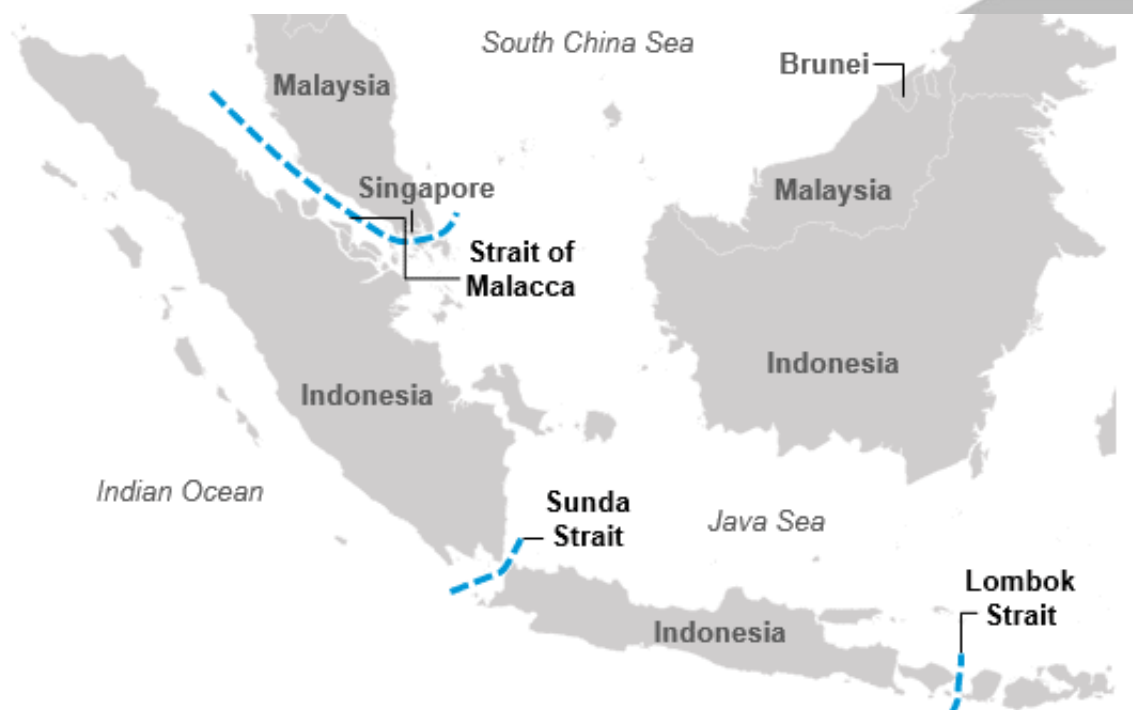 South China Sea
Brunei
Malaysia
Malaysia
Singapore
Strait of
Malacca
Indonesia
Indonesia
Indian Ocean
Sunda
Strait
Java Sea
Lombok
Strait
Indonesia